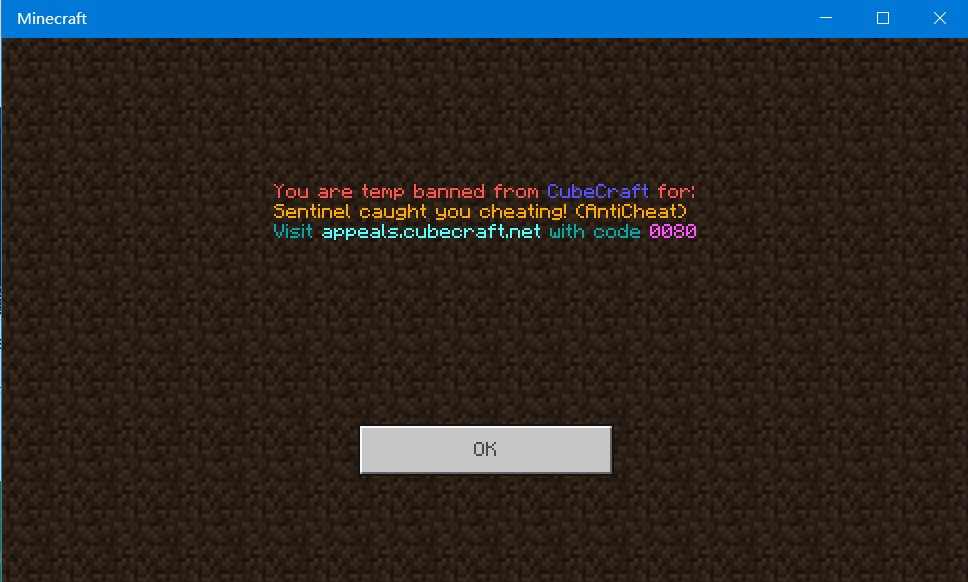 Minecraft
You are temp banned from CubeCraft for:
Sentinel caught you cheating! (AntiCheat)
Visit appeals.cubecraft.net with code 0080
OK